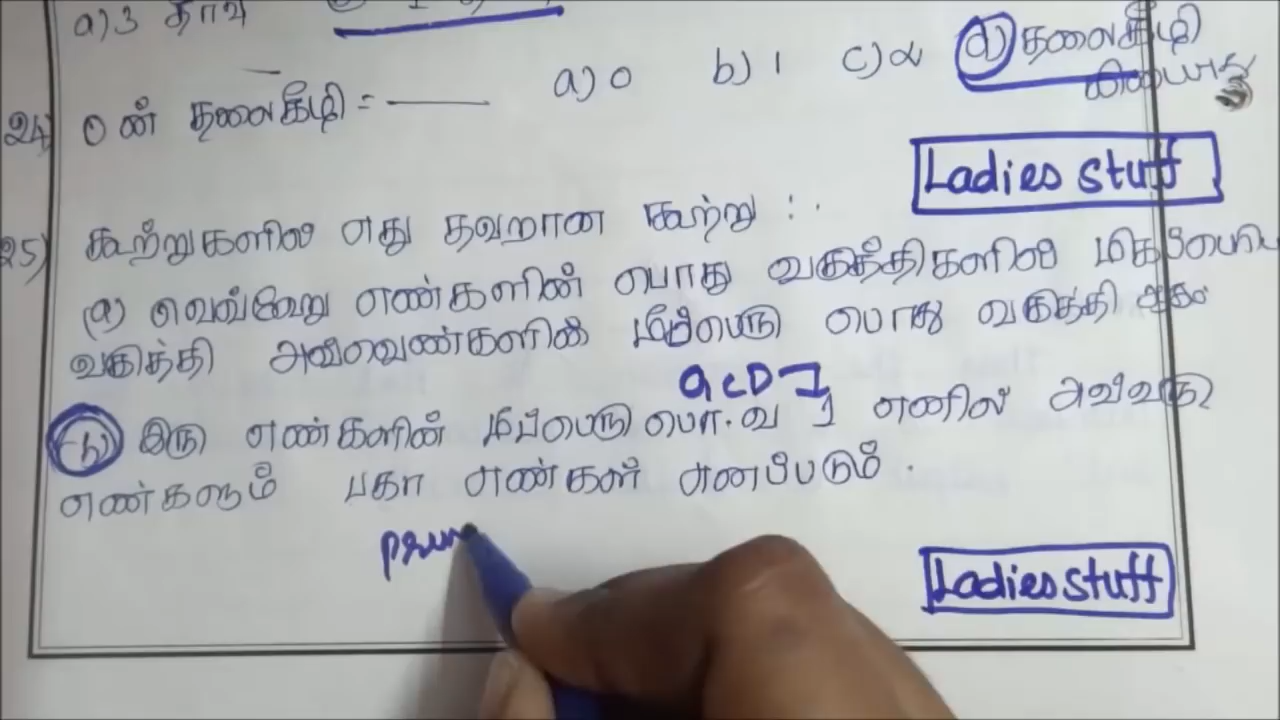 a) 3 தாவ
24) 0 ன் தலைகீழி = —— a) 0 b) 1 c) α d) தலைகீழி
கிடையாது
Ladies stuff
25) கூற்றுகளில் எது தவறான கூற்று :.
(a) வெவ்வேறு எண்களின் பொது வகுத்திகளில் மிகப்பெரிய
வகுத்தி அவ்வெண்களின் மீப்பெரு பொது வகுத்தி ஆகும்
GCD-1
(b) இரு எண்களின் மீப்பெரு பொ.வ 1 எனில் அவ்விரு
எண்களும் பகா எண்கள் எனப்படும்.
prim
Ladies stuff